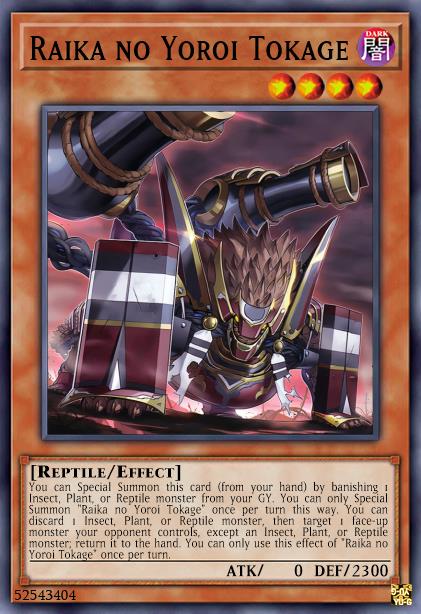 RAIKA NO YOROI TOKAGE
DARK
闇
[REPTILE/EFFECT]
You can Special Summon this card (from your hand) by banishing 1
Insect, Plant, or Reptile monster from your GY. You can only Special
Summon "Raika no Yoroi Tokage" once per turn this way. You can
discard 1 Insect, Plant, or Reptile monster, then target 1 face-up
monster your opponent controls, except an Insect, Plant, or Reptile
monster; return it to the hand. You can only use this effect of "Raika no
Yoroi Tokage" once per turn.
ATK/ 0 DEF/2300
52543404